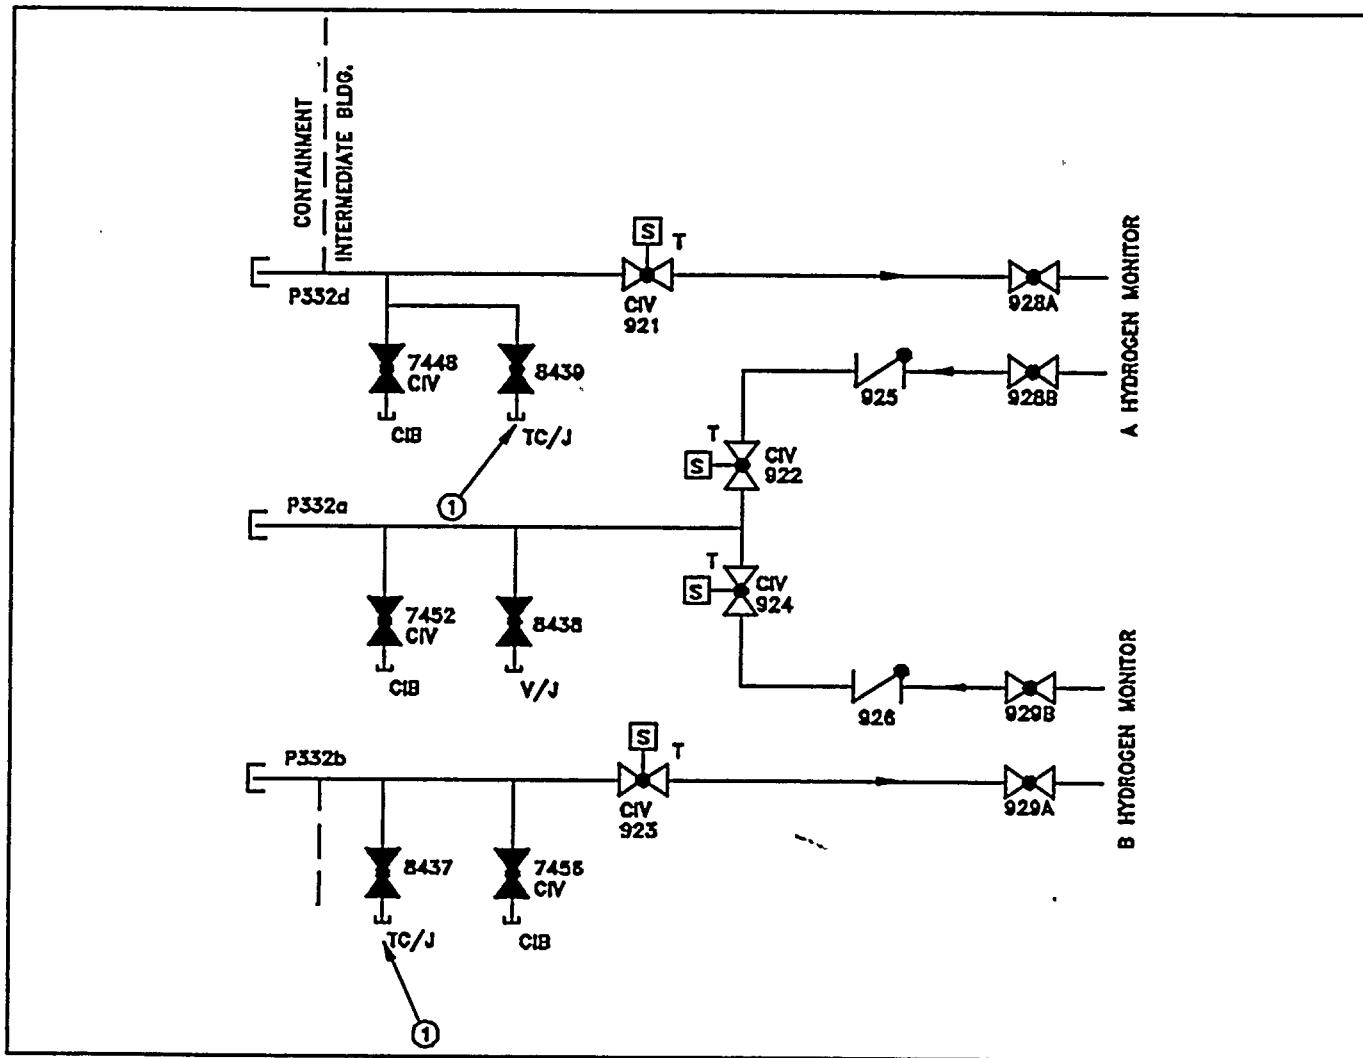 CONTAINMENT
INTERMEDIATE BLDG.
S
T
P332d
CIV
921
928A
7448
CIV
8439
CIB
TC/J
1
925
928B
A HYDROGEN MONITOR
T
S
CIV
922
P332a
T
S
CIV
924
7452
CIV
8438
CIB
V/J
926
929B
S
T
P332b
CIV
923
929A
B HYDROGEN MONITOR
8437
7456
CIV
TC/J
CIB
1